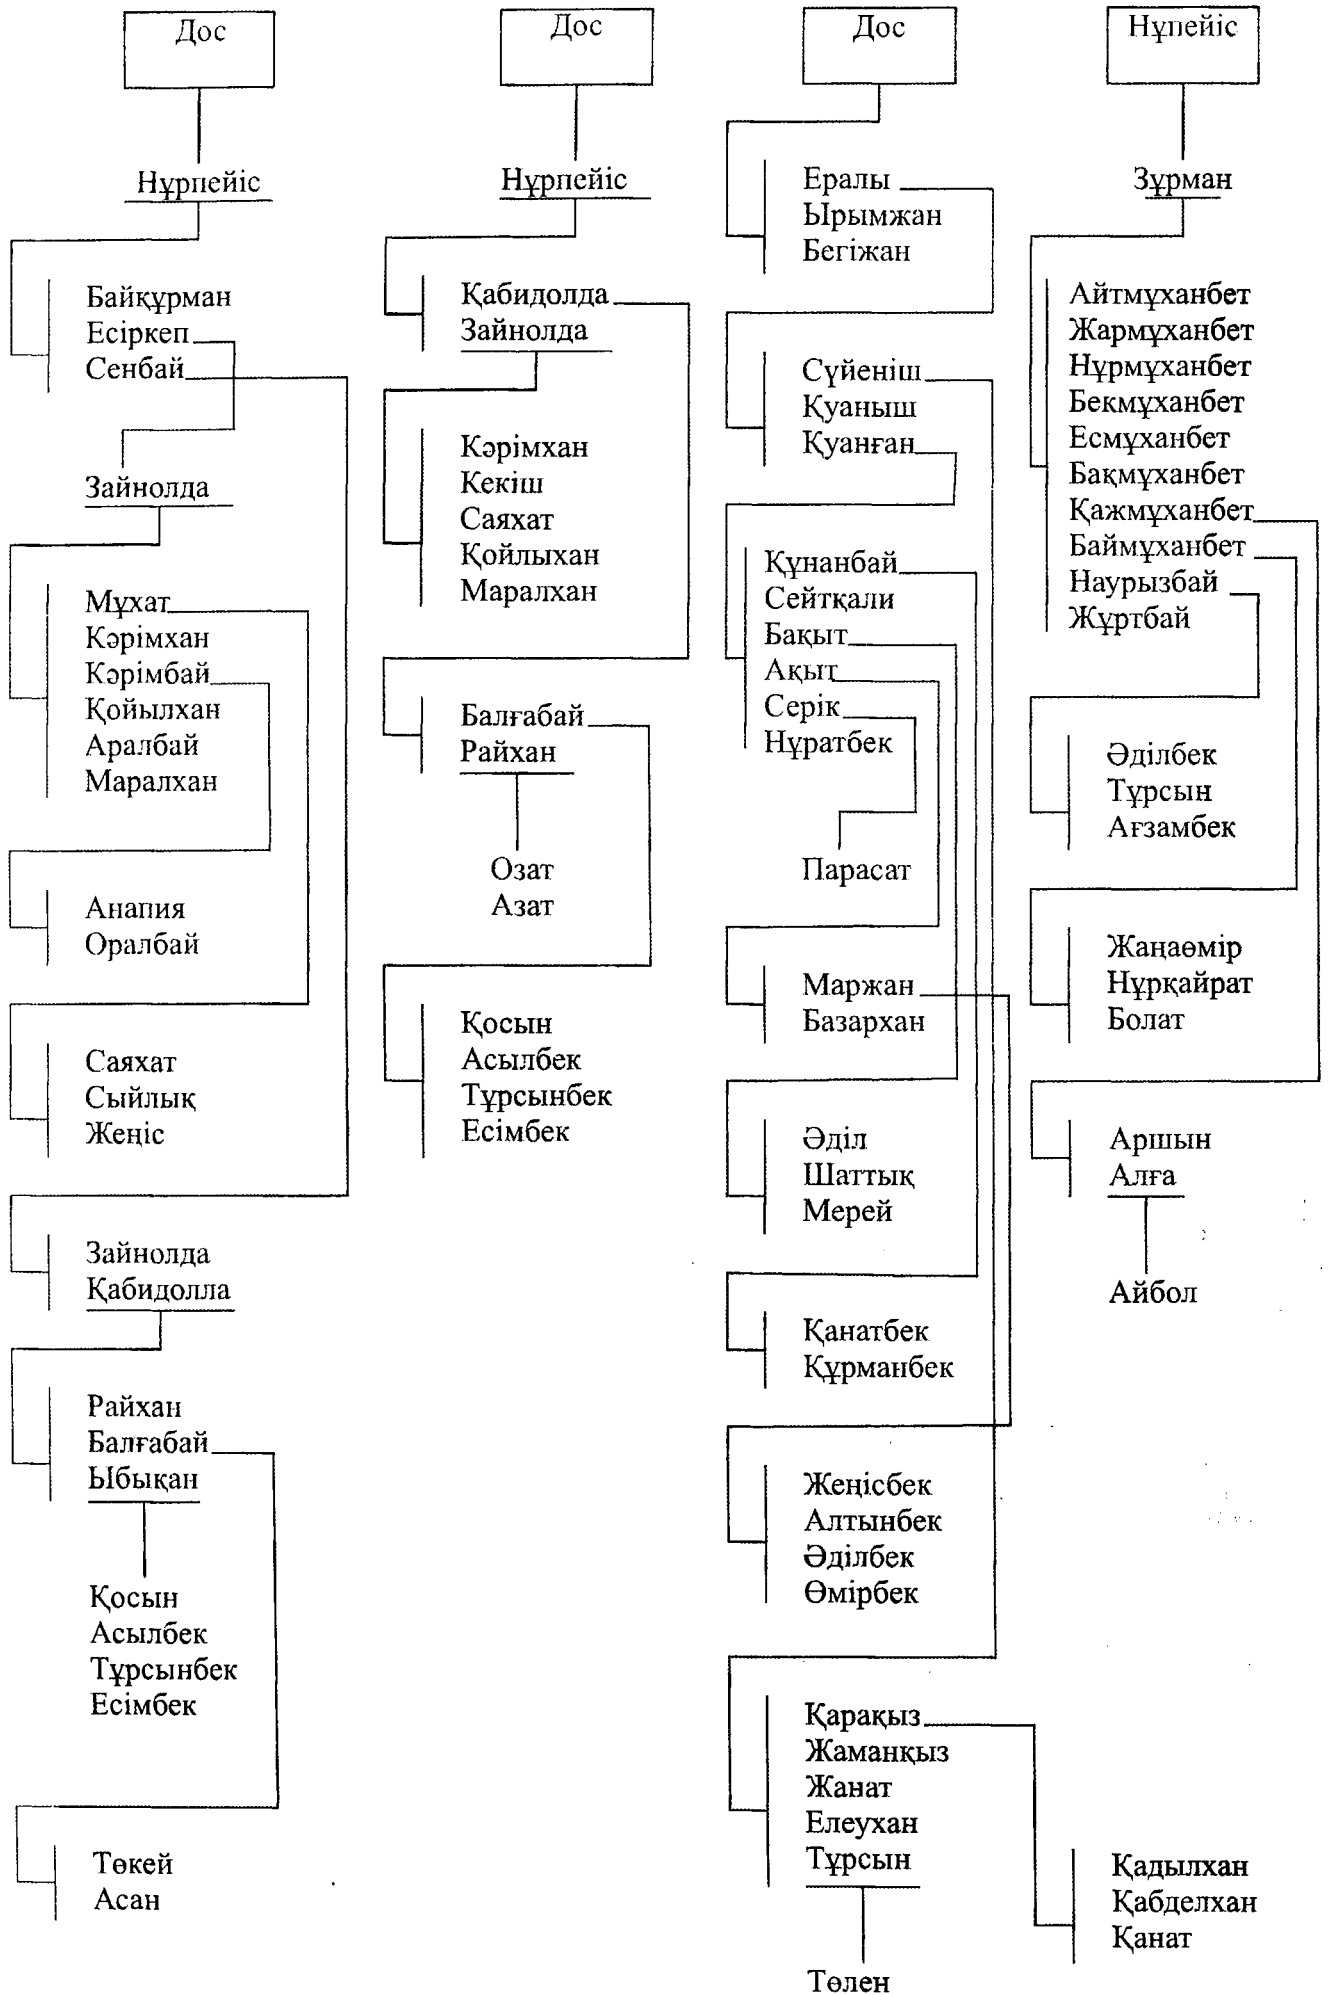 Дос
Нұрпейіс
Байқұрман
Есіркеп
Сенбай
Зайнолда
Мұхат
Кәрімхан
Кәрімбай
Қойылхан
Аралбай
Маралхан
Анапия
Оралбай
Саяхат
Сыйлық
Жеңіс
Зайнолда
Қабидолла
Райхан
Балғабай
Ыбықан
Қосын
Асылбек
Тұрсынбек
Есімбек
Төкей
Асан
Дос
Нұрпейіс
Қабидолда
Зайнолда
Кәрімхан
Кекіш
Саяхат
Қойлыхан
Маралхан
Балғабай
Райхан
Озат
Азат
Қосын
Асылбек
Тұрсынбек
Есімбек
Дос
Ералы
Ырымжан
Бегіжан
Сүйеніш
Қуаныш
Қуанған
Құнанбай
Сейтқали
Бақыт
Ақыт
Серік
Нұратбек
Парасат
Маржан
Базархан
Әділ
Шаттық
Мерей
Қанатбек
Құрманбек
Жеңісбек
Алтынбек
Әділбек
Өмірбек
Қарақыз
Жаманқыз
Жанат
Елеухан
Тұрсын
Төлен
Қадылхан
Қабделхан
Қанат
Нұпейіс
Зұрман
Айтмұханбет
Жармұханбет
Нұрмұханбет
Бекмұханбет
Есмұханбет
Бақмұханбет
Қажмұханбет
Баймұханбет
Наурызбай
Жұртбай
Әділбек
Тұрсын
Ағзамбек
Жаңаөмір
Нұрқайрат
Болат
Аршын
Алға
Айбол